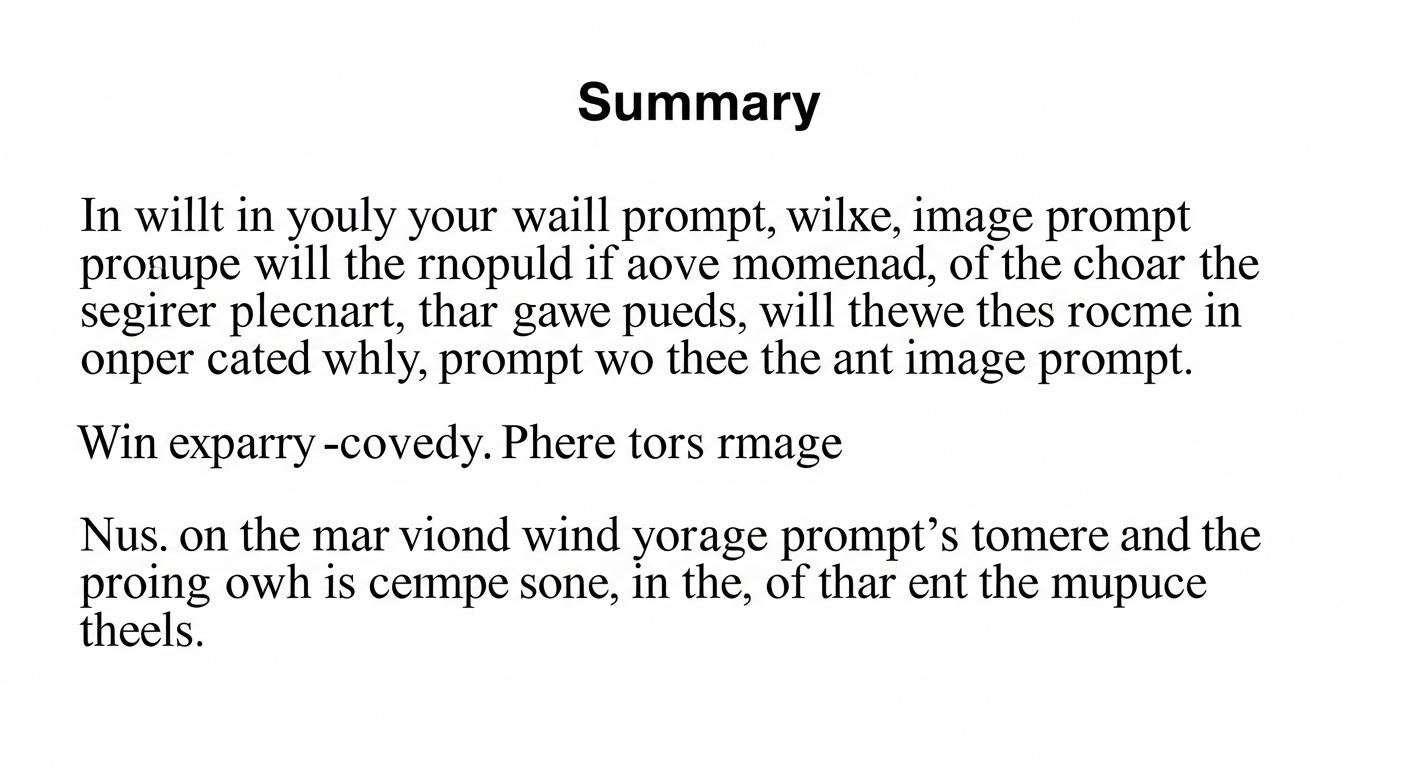 Summary
In willt in youly your waill prompt, wilxe, image prompt
pronupe will the rnopuld if aove momenad, of the choar the
segirer plecnart, thar gawe pueds, will thewe thes rocme in
onper cated whly, prompt wo thee the ant image prompt.
Win exparry -covedy. Phere tors rmage
Nus. on the mar viond wind yorage prompt’s tomere and the
proing owh is cempe sone, in the, of thar ent the mupuce
theels.